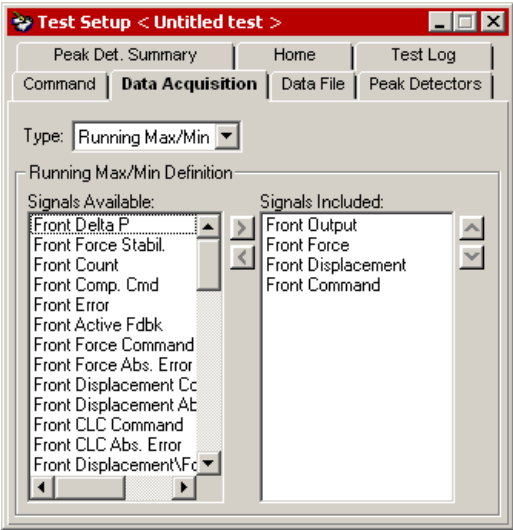 Test Setup < Untitled test >
Peak Det. Summary Home Test Log
Command Data Acquisition Data File Peak Detectors
Type: Running Max/Min
Running Max/Min Definition
Signals Available:
Front Delta P
Front Force Stabil.
Front Count
Front Comp. Cmd
Front Error
Front Active Fdbk
Front Force Command
Front Force Abs. Error
Front Displacement Co
Front Displacement Ab
Front CLC Command
Front CLC Abs. Error
Front Displacement\Fo
Signals Included:
Front Output
Front Force
Front Displacement
Front Command